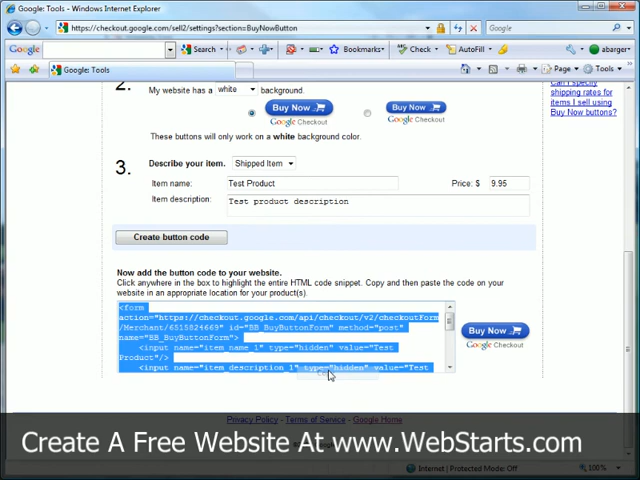 Google: Tools - Windows Internet Explorer
https://checkout.google.com/sell2/settings?section=BuyNowButton
Google
Google
Search
Bookmarks
Check
AutoFill
abarger
Google: Tools
Page
Tools
2. My website has a white background.
Can I specify
shipping rates for
items I sell using
Buy Now buttons?
Buy Now
Google Checkout
Buy Now
Google Checkout
These buttons will only work on a white background color.
3. Describe your item. Shipped Item
Item name: Test Product Price: $ 9.95
Item description: Test product description
Create button code
Now add the button code to your website.
Click anywhere in the box to highlight the entire HTML code snippet. Copy and then paste the code on your
website in an appropriate location for your product(s).
<form
action="https://checkout.google.com/api/checkout/v2/checkoutForm
/Merchant/6515824669" id="BB_BuyButtonForm" method="post"
name="BB_BuyButtonForm">
<input name="item_name_1" type="hidden" value="Test
Product"/>
<input name="item_description_1" type="hidden" value="Test
Buy Now
Google Checkout
Privacy Policy - Terms of Service - Google Home
Create A Free Website At www.WebStarts.com
Internet | Protected Mode: Off